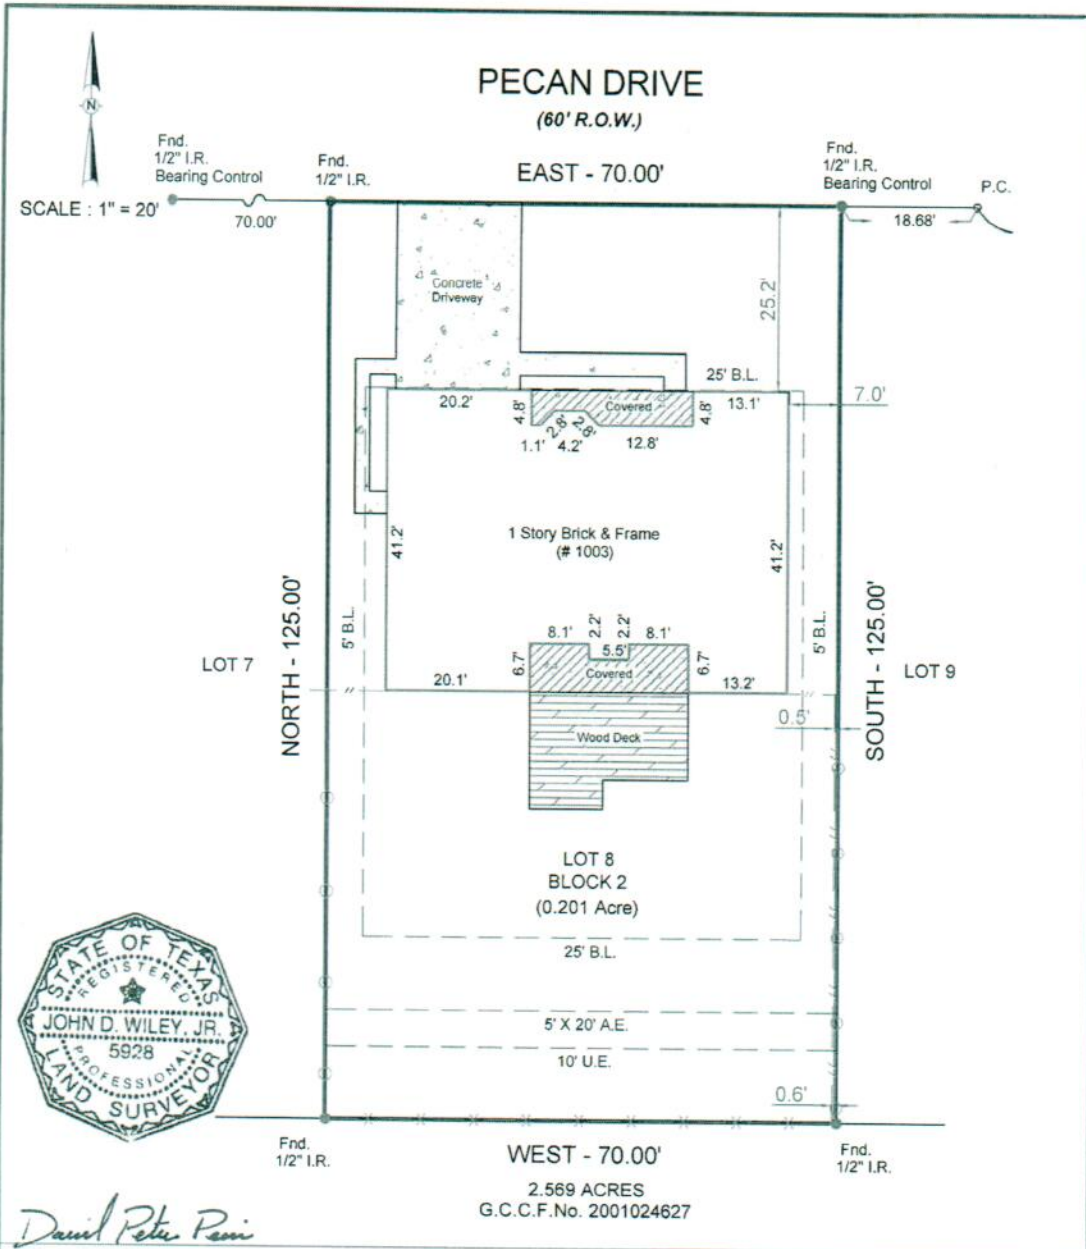 PECAN DRIVE
(60' R.O.W.)
N
SCALE : 1" = 20'
Fnd.
1/2" I.R.
Bearing Control
70.00'
Fnd.
1/2" I.R.
EAST - 70.00'
Fnd.
1/2" I.R.
Bearing Control
P.C.
18.68'
Concrete
Driveway
25.2'
25' B.L.
7.0'
20.2'
4.8'
Covered
4.8'
13.1'
1.1'
2.8'
4.2'
2.8'
12.8'
1 Story Brick & Frame
(# 1003)
41.2'
41.2'
5' B.L.
5' B.L.
NORTH - 125.00'
SOUTH - 125.00'
LOT 7
LOT 9
8.1'
2.2'
2.2'
8.1'
5.5'
6.7'
Covered
6.7'
20.1'
13.2'
0.5'
Wood Deck
LOT 8
BLOCK 2
(0.201 Acre)
25' B.L.
5' X 20' A.E.
10' U.E.
0.6'
STATE OF TEXAS
REGISTERED
JOHN D. WILEY, JR.
5928
PROFESSIONAL
LAND SURVEYOR
Fnd.
1/2" I.R.
WEST - 70.00'
Fnd.
1/2" I.R.
2.569 ACRES
G.C.C.F.No. 2001024627